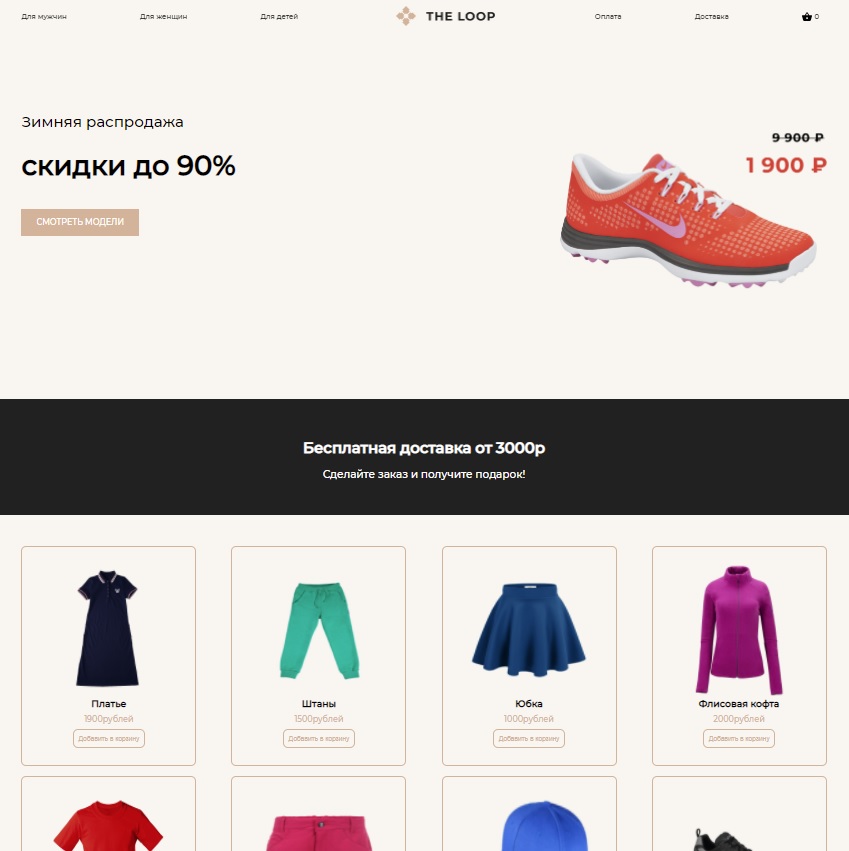 Для мужчин
Для женщин
Для детей
THE LOOP
Оплата
Доставка
0
Зимняя распродажа
скидки до 90%
СМОТРЕТЬ МОДЕЛИ
9 900 ₽
1 900 ₽
Бесплатная доставка от 3000р
Сделайте заказ и получите подарок!
Платье
1900рублей
Добавить в корзину
Штаны
1500рублей
Добавить в корзину
Юбка
1000рублей
Добавить в корзину
Флисовая кофта
2000рублей
Добавить в корзину